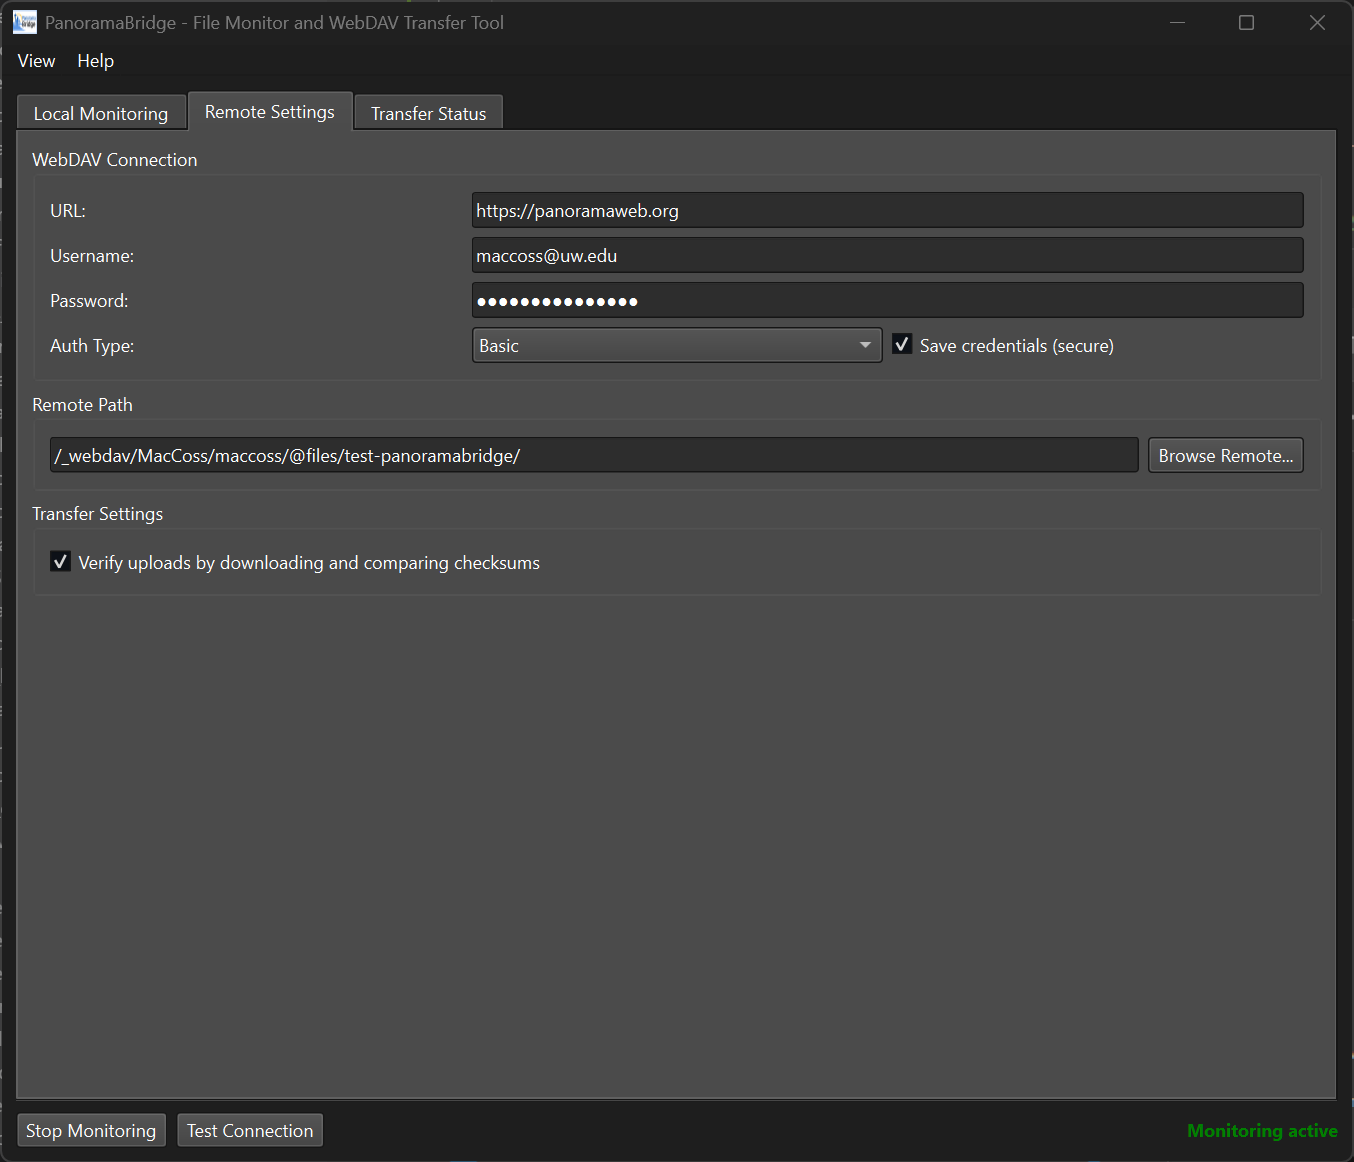 PanoramaBridge - File Monitor and WebDAV Transfer Tool
View Help
Local Monitoring Remote Settings Transfer Status
WebDAV Connection
URL: https://panoramaweb.org
Username: maccoss@uw.edu
Password: ●●●●●●●●●●●●●●●
Auth Type: Basic Save credentials (secure)
Remote Path
/_webdav/MacCoss/maccoss/@files/test-panoramabridge/ Browse Remote...
Transfer Settings
Verify uploads by downloading and comparing checksums
Stop Monitoring Test Connection Monitoring active